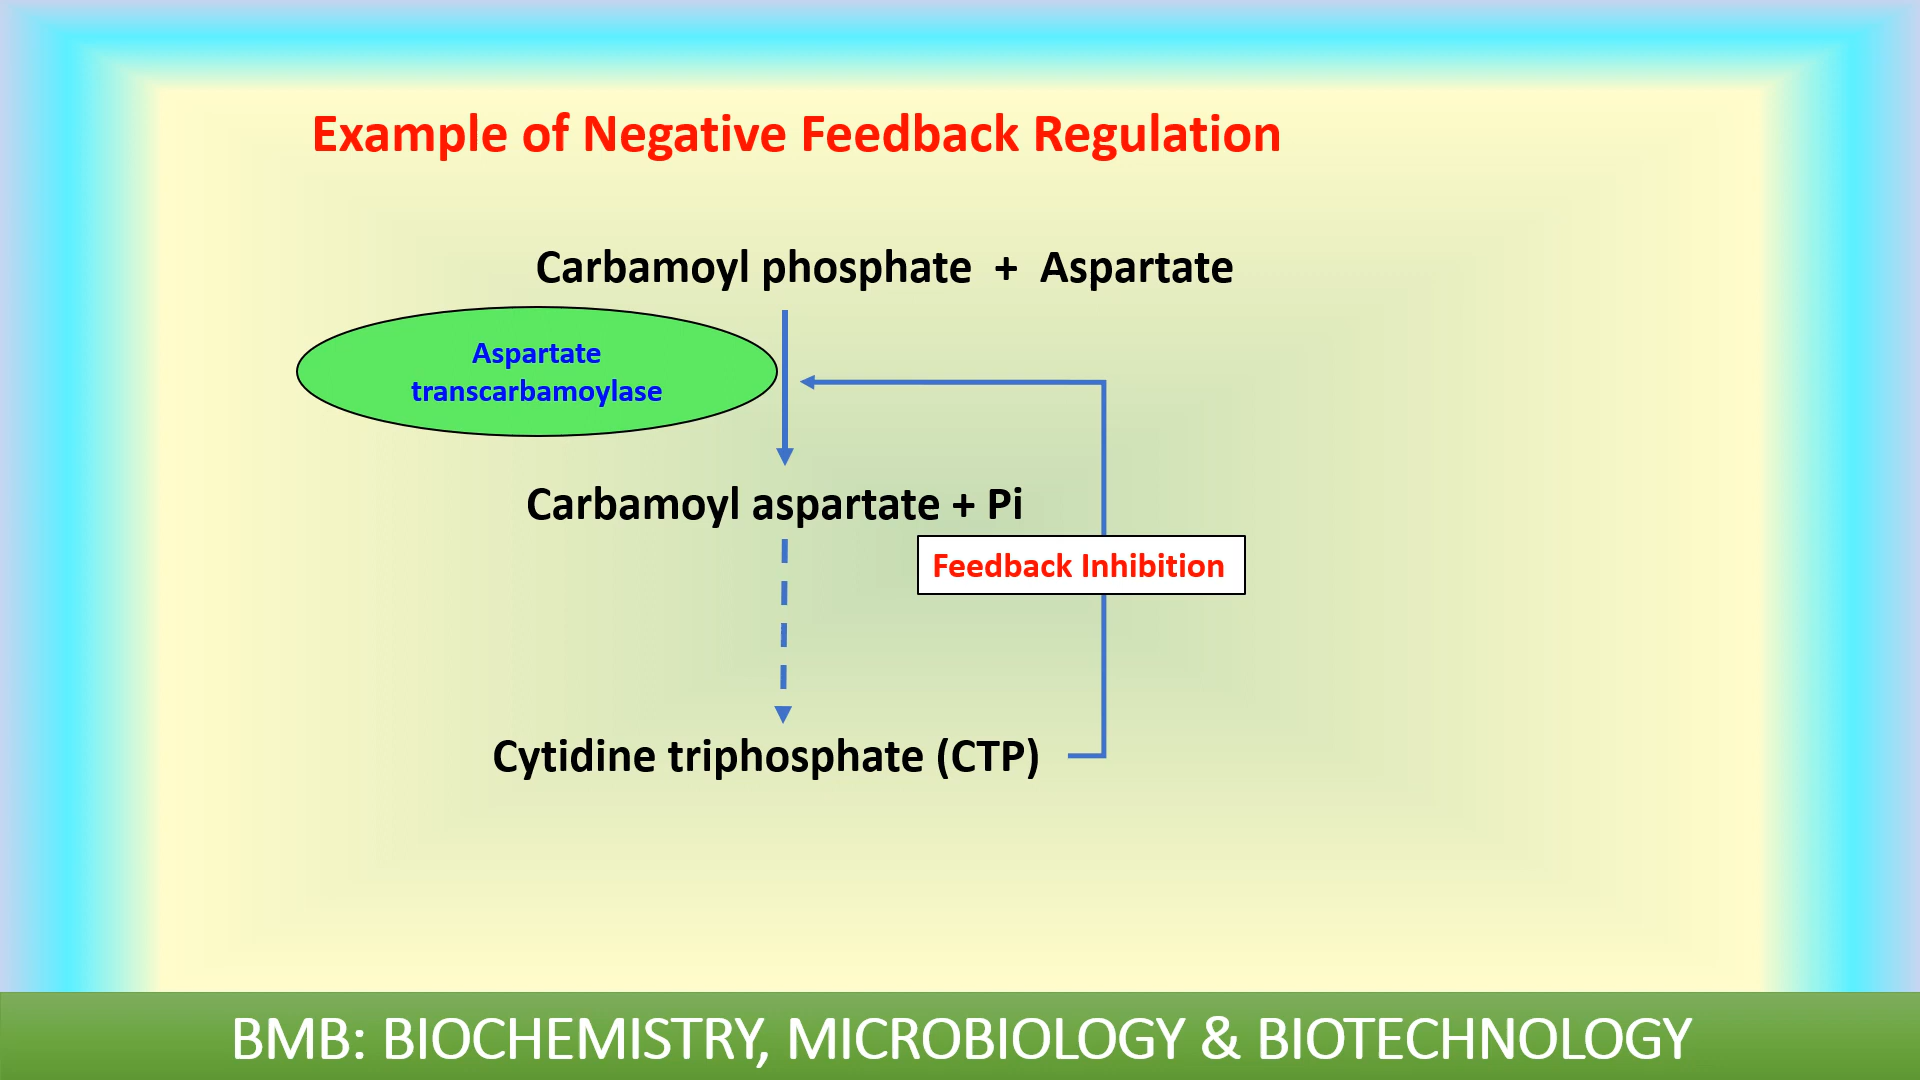 Example of Negative Feedback Regulation
Carbamoyl phosphate + Aspartate
Aspartate
transcarbamoylase
Carbamoyl aspartate + Pi
Feedback Inhibition
Cytidine triphosphate (CTP)
BMB: BIOCHEMISTRY, MICROBIOLOGY & BIOTECHNOLOGY